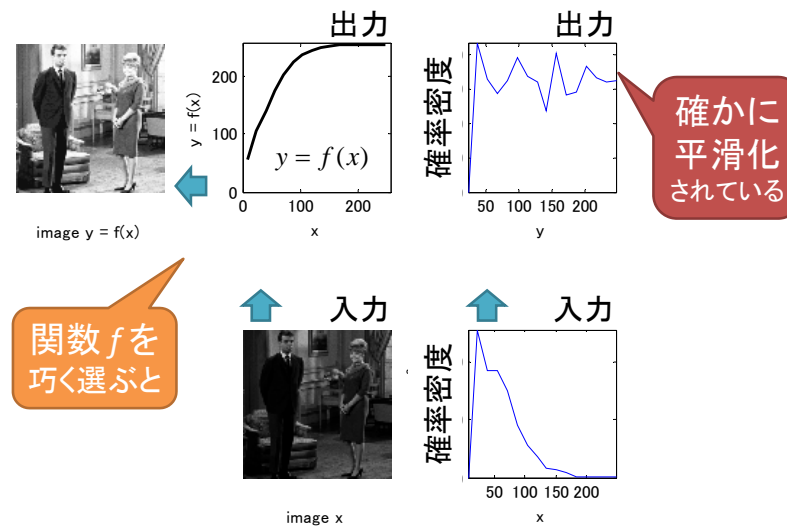 出力
出力
200
100
0
y = f(x)
y = f(x)
0
100
200
x
確率密度
50
100
150
200
y
確かに
平滑化
されている
image y = f(x)
関数 f を
巧く選ぶと
入力
入力
image x
確率密度
50
100
150
200
x